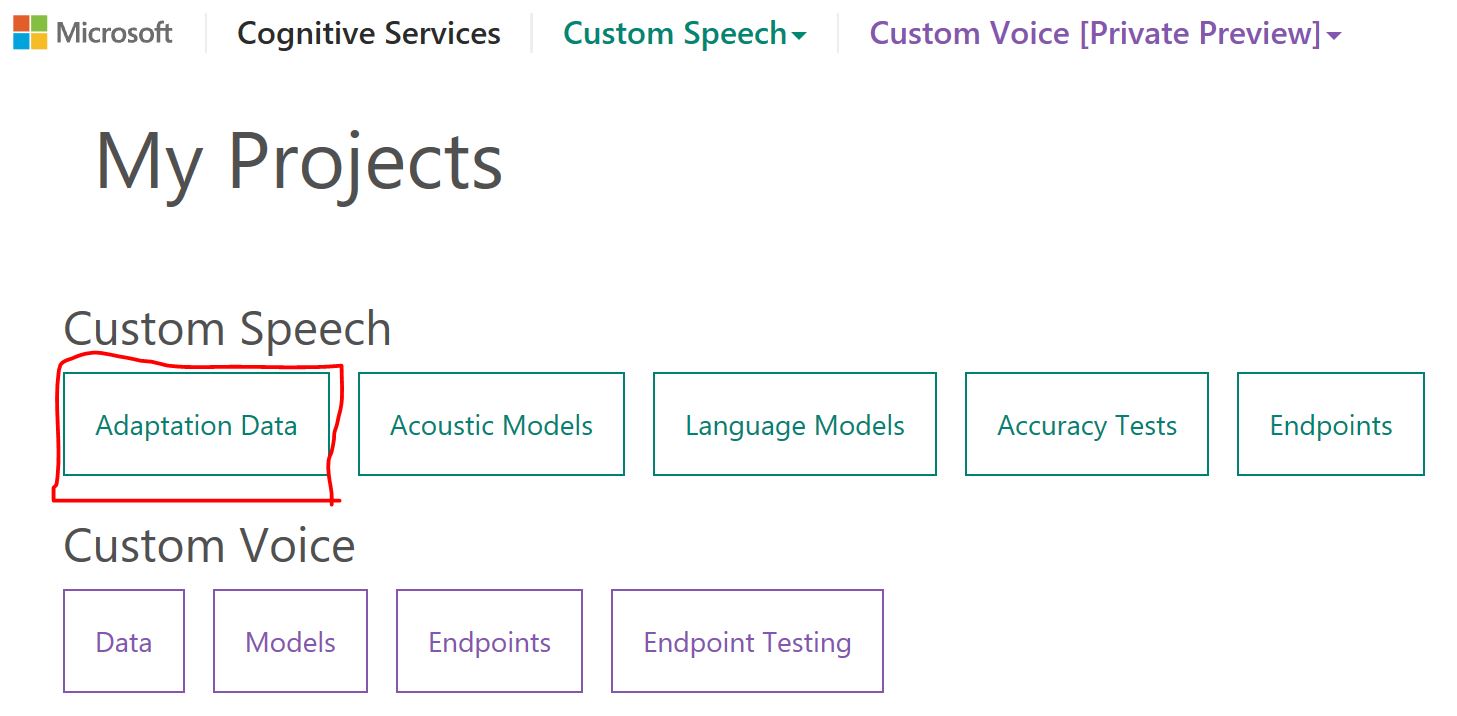 Microsoft Cognitive Services Custom Speech Custom Voice [Private Preview]
My Projects
Custom Speech
Adaptation Data Acoustic Models Language Models Accuracy Tests Endpoints
Custom Voice
Data Models Endpoints Endpoint Testing